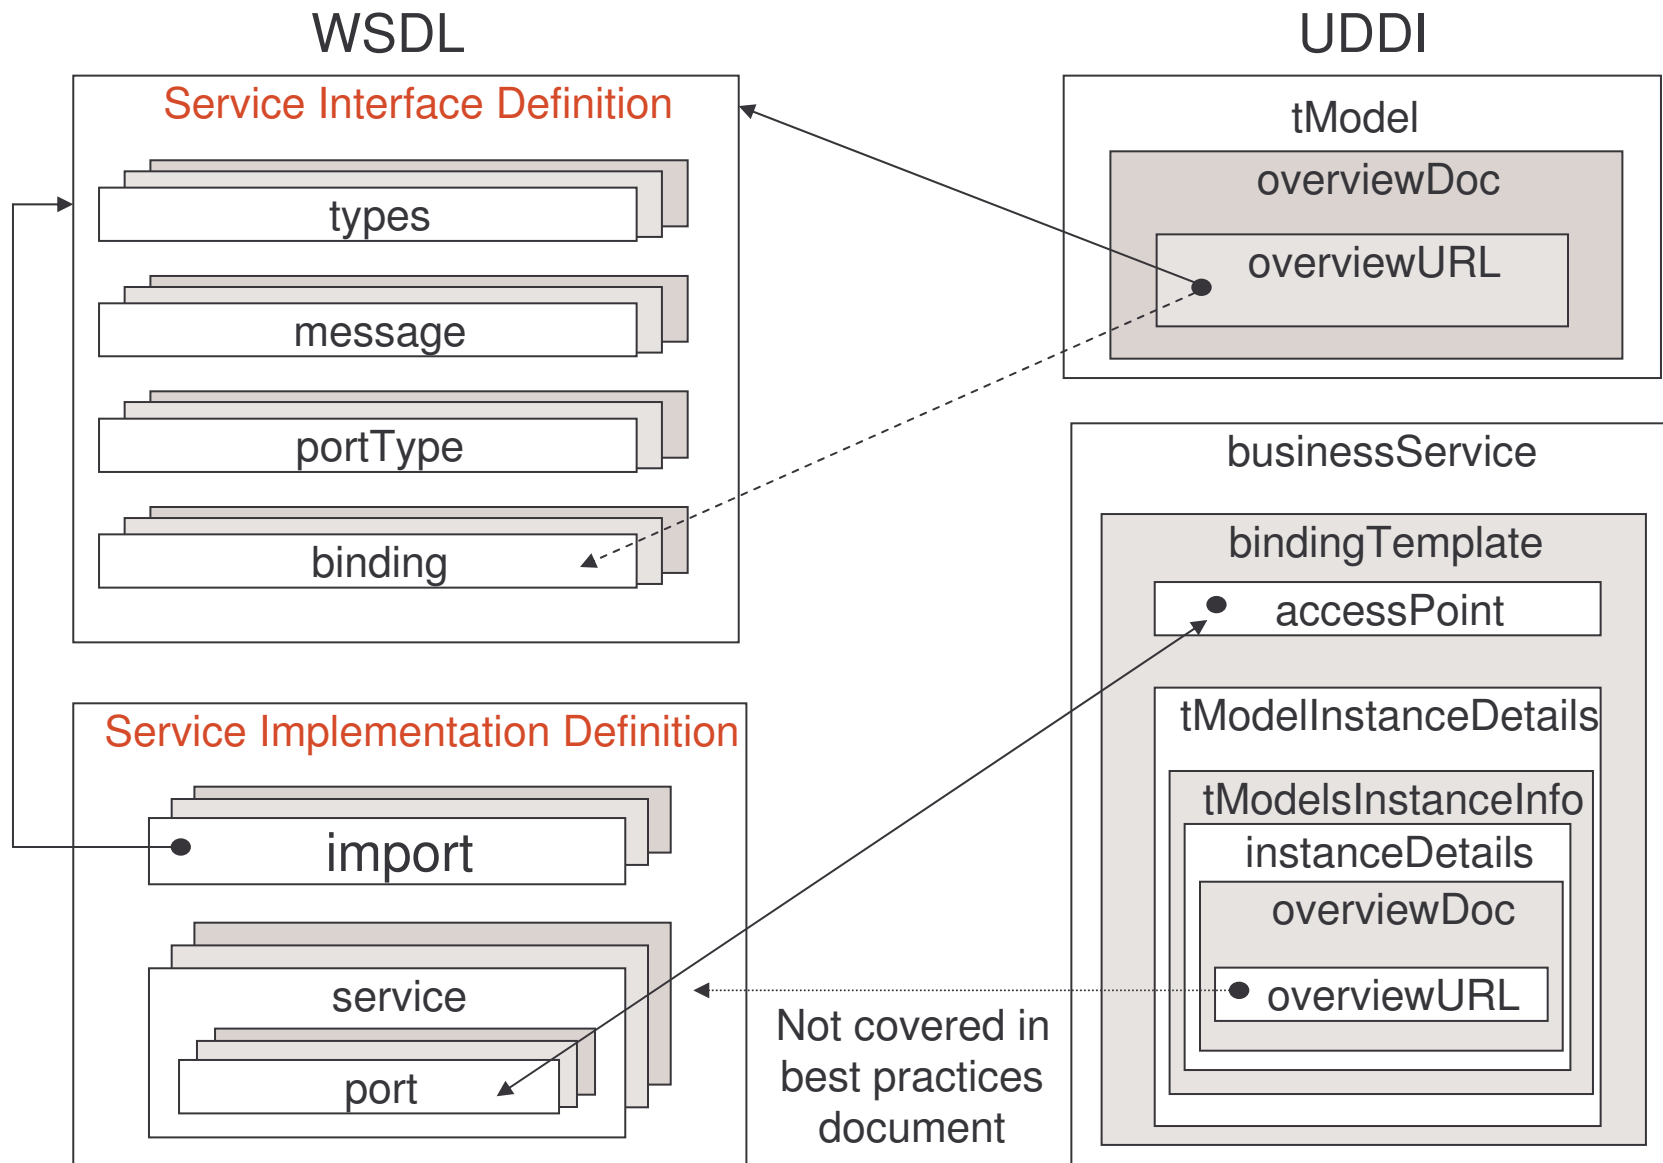 WSDL
Service Interface Definition
types
message
portType
binding
Service Implementation Definition
import
service
port
UDDI
tModel
overviewDoc
overviewURL
businessService
bindingTemplate
accessPoint
tModelInstanceDetails
tModelsInstanceInfo
instanceDetails
overviewDoc
overviewURL
Not covered in
best practices
document